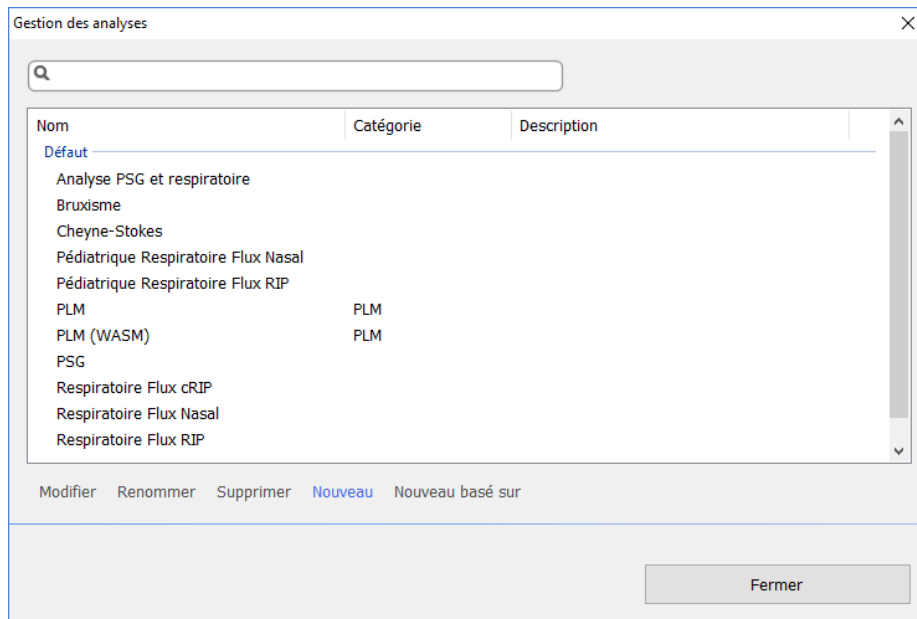 Gestion des analyses
Nom Catégorie Description
Défaut
Analyse PSG et respiratoire
Bruxisme
Cheyne-Stokes
Pédiatrique Respiratoire Flux Nasal
Pédiatrique Respiratoire Flux RIP
PLM PLM
PLM (WASM) PLM
PSG
Respiratoire Flux cRIP
Respiratoire Flux Nasal
Respiratoire Flux RIP
Modifier Renommer Supprimer Nouveau Nouveau basé sur
Fermer